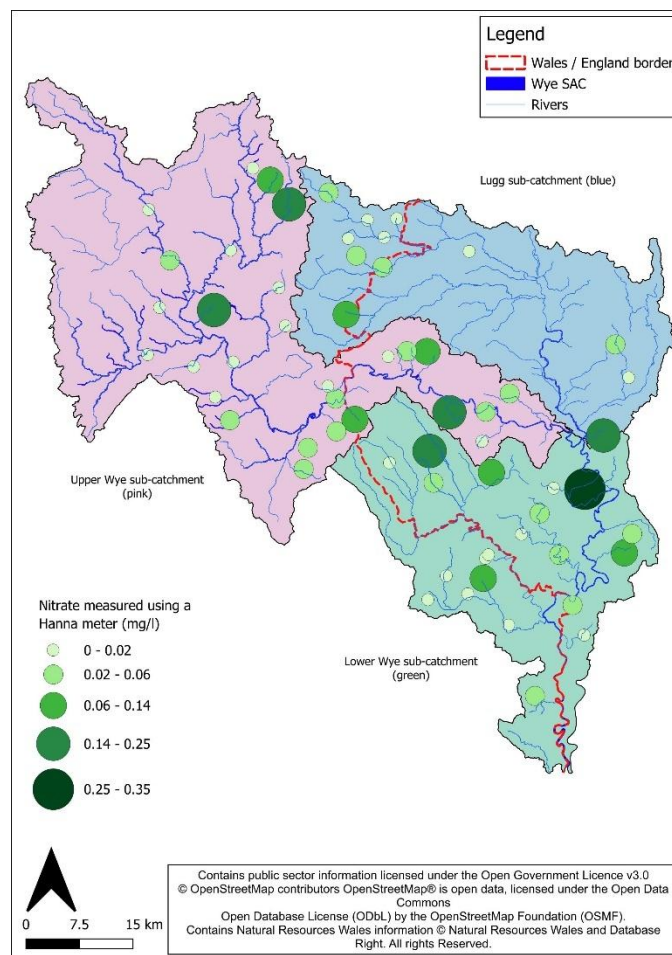 Legend
Wales / England border
Wye SAC
Rivers
Lugg sub-catchment (blue)
Upper Wye sub-catchment
(pink)
Nitrate measured using a
Hanna meter (mg/l)
0 - 0.02
0.02 - 0.06
0.06 - 0.14
0.14 - 0.25
0.25 - 0.35
Lower Wye sub-catchment
(green)
0 7.5 15 km
Contains public sector information licensed under the Open Government Licence v3.0
© OpenStreetMap contributors OpenStreetMap® is open data, licensed under the Open Data
Commons
Open Database License (ODbL) by the OpenStreetMap Foundation (OSMF).
Contains Natural Resources Wales information © Natural Resources Wales and Database
Right. All rights Reserved.